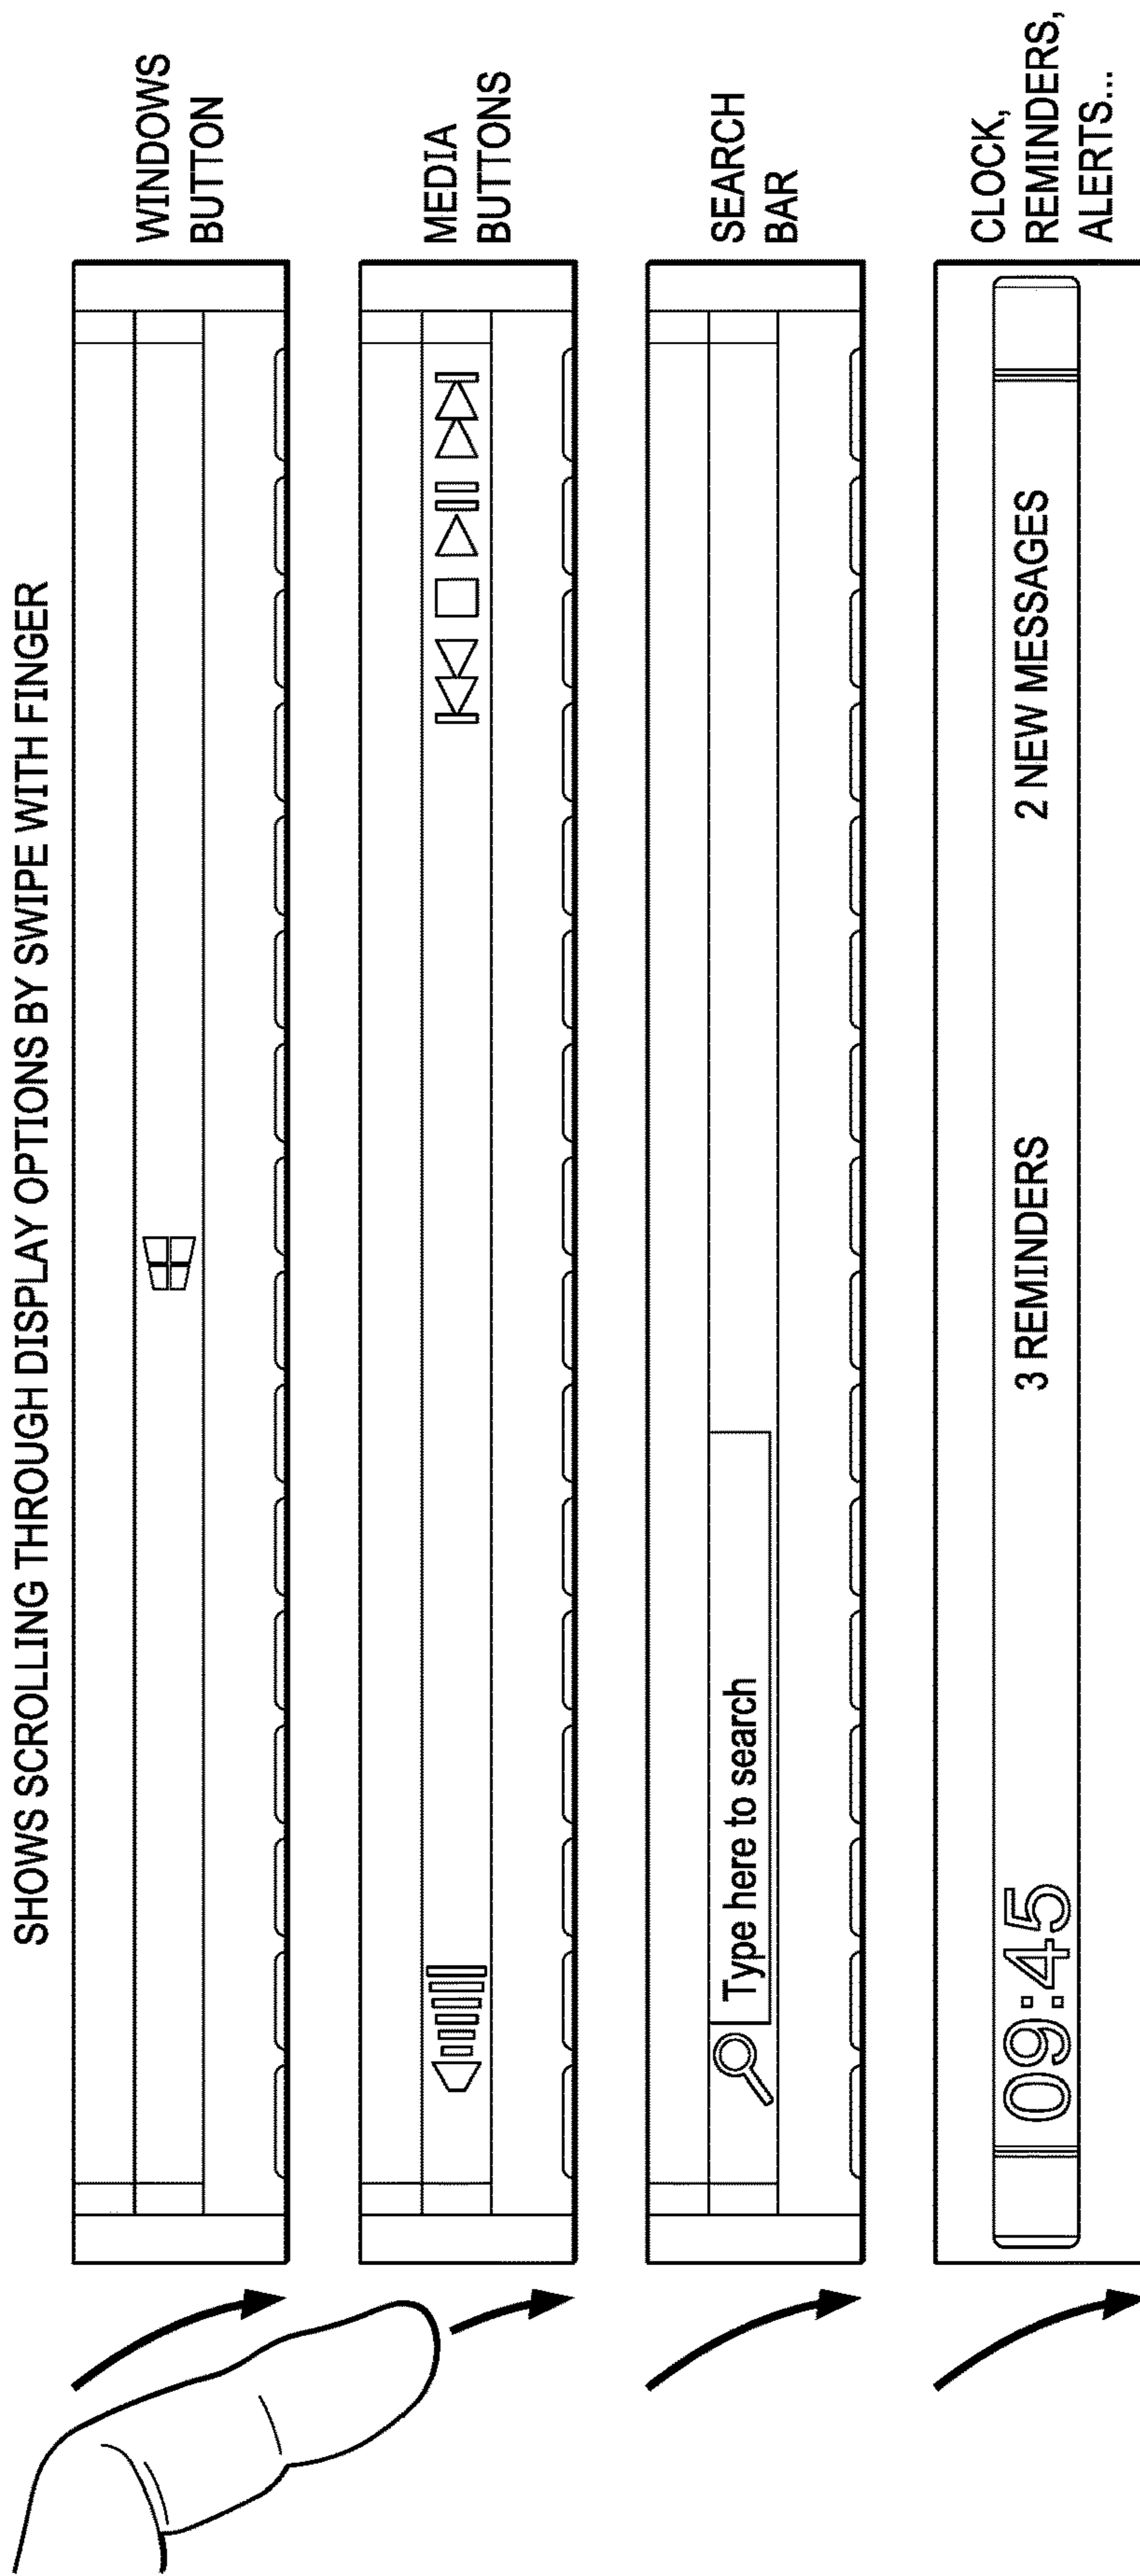 SHOWS SCROLLING THROUGH DISPLAY OPTIONS BY SWIPE WITH FINGER
WINDOWS
BUTTON
MEDIA
BUTTONS
Type here to search
SEARCH
BAR
09:45
3 REMINDERS
2 NEW MESSAGES
CLOCK,
REMINDERS,
ALERTS...